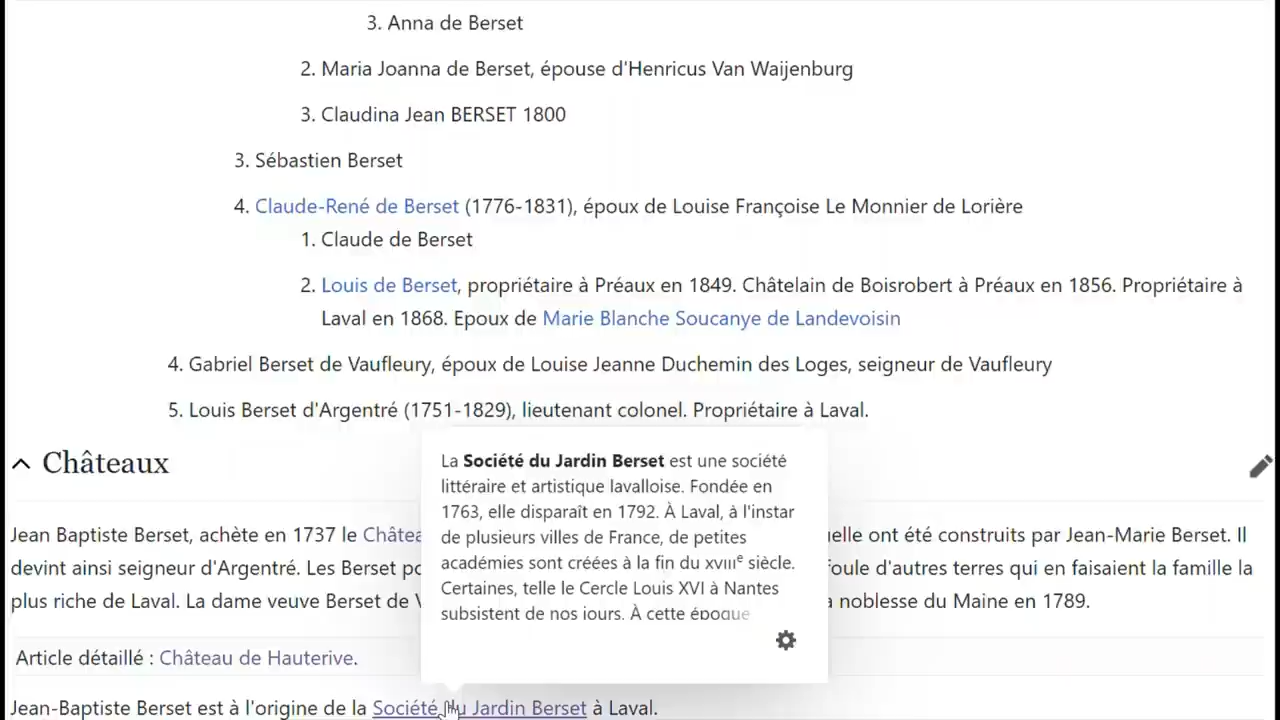 3. Anna de Berset
2. Maria Joanna de Berset, épouse d'Henricus Van Waijenburg
3. Claudina Jean BERSET 1800
3. Sébastien Berset
4. Claude-René de Berset (1776-1831), époux de Louise Françoise Le Monnier de Lorière
1. Claude de Berset
2. Louis de Berset, propriétaire à Préaux en 1849. Châtelain de Boisrobert à Préaux en 1856. Propriétaire à
Laval en 1868. Epoux de Marie Blanche Soucanye de Landevoisin
4. Gabriel Berset de Vaufleury, époux de Louise Jeanne Duchemin des Loges, seigneur de Vaufleury
5. Louis Berset d'Argentré (1751-1829), lieutenant colonel. Propriétaire à Laval.
Châteaux
La Société du Jardin Berset est une société
littéraire et artistique lavalloise. Fondée en
1763, elle disparaît en 1792. À Laval, à l'instar
de plusieurs villes de France, de petites
académies sont créées à la fin du XVIIIe siècle.
Certaines, telle le Cercle Louis XVI à Nantes
subsistent de nos jours. À cette époque
Jean Baptiste Berset, achète en 1737 le elle ont été construits par Jean-Marie Berset. Il
devint ainsi seigneur d'Argentré. Les Berset foule d'autres terres qui en faisaient la famille la
plus riche de Laval. La dame veuve Berset de noblesse du Maine en 1789.
Article détaillé : Château de Hauterive.
Jean-Baptiste Berset est à l'origine de la Société du Jardin Berset à Laval.